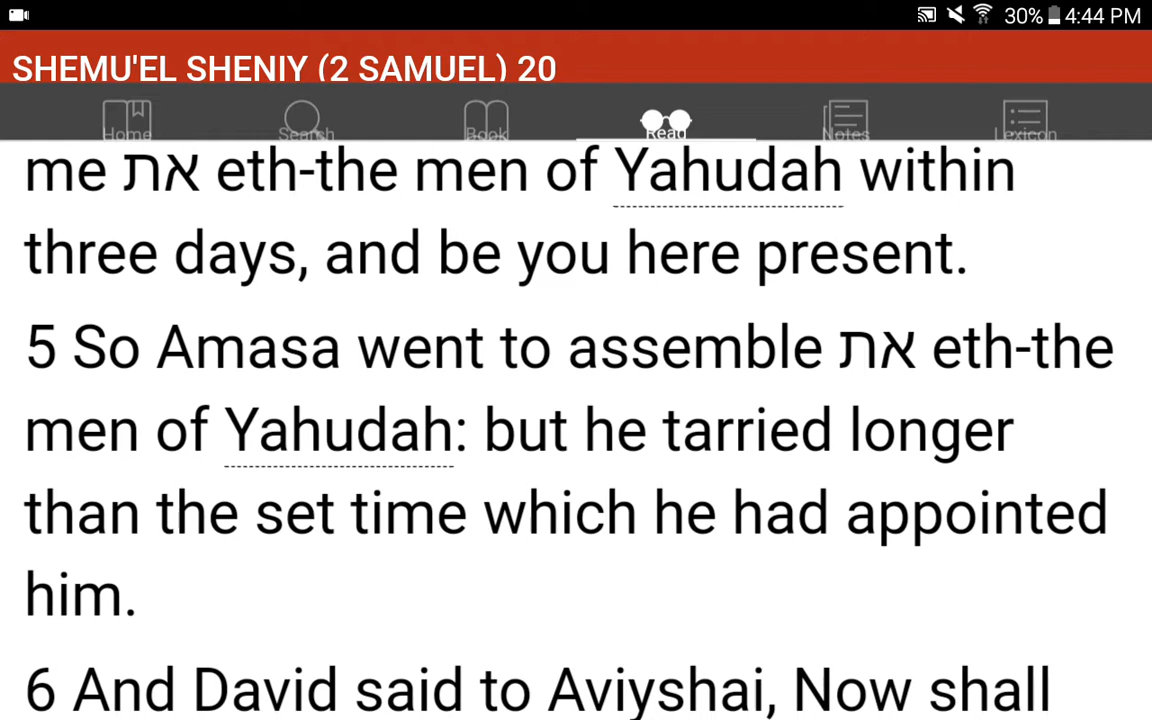 30% 4:44 PM
SHEMU'EL SHENIY (2 SAMUEL) 20
Home Search Book Read Notes Lexicon
me את eth-the men of Yahudah within
three days, and be you here present.
5 So Amasa went to assemble את eth-the
men of Yahudah: but he tarried longer
than the set time which he had appointed
him.
6 And David said to Aviyshai, Now shall